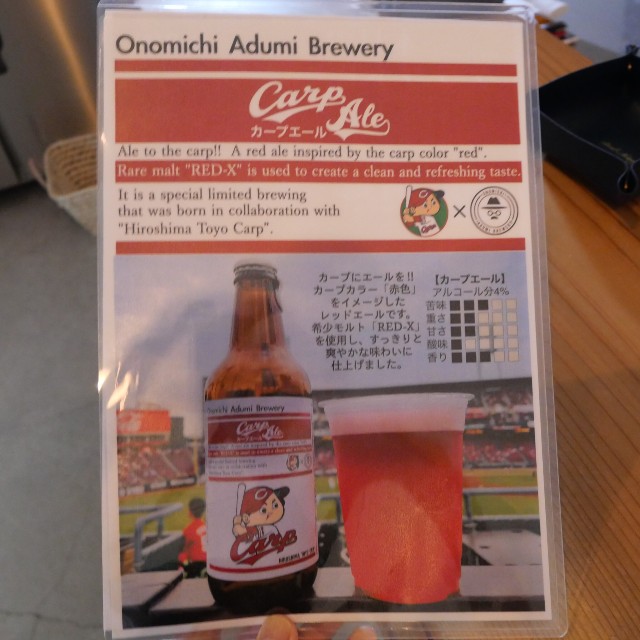 Onomichi Adumi Brewery
Carp Ale
カープエール
Ale to the carp!! A red ale inspired by the carp color "red".
Rare malt "RED-X" is used to create a clean and refreshing taste.
It is a special limited brewing
that was born in collaboration with
"Hiroshima Toyo Carp".
×
カープにエールを!!
カープカラー「赤色」
をイメージした
レッドエールです。
希少モルト「RED-X」
を使用し、すっきりと
爽やかな味わいに
仕上げました。
【カープエール】
アルコール分4%
苦味
重さ
甘さ
酸味
香り
Onomichi Adumi Brewery
Carp Ale
カープエール
Carp